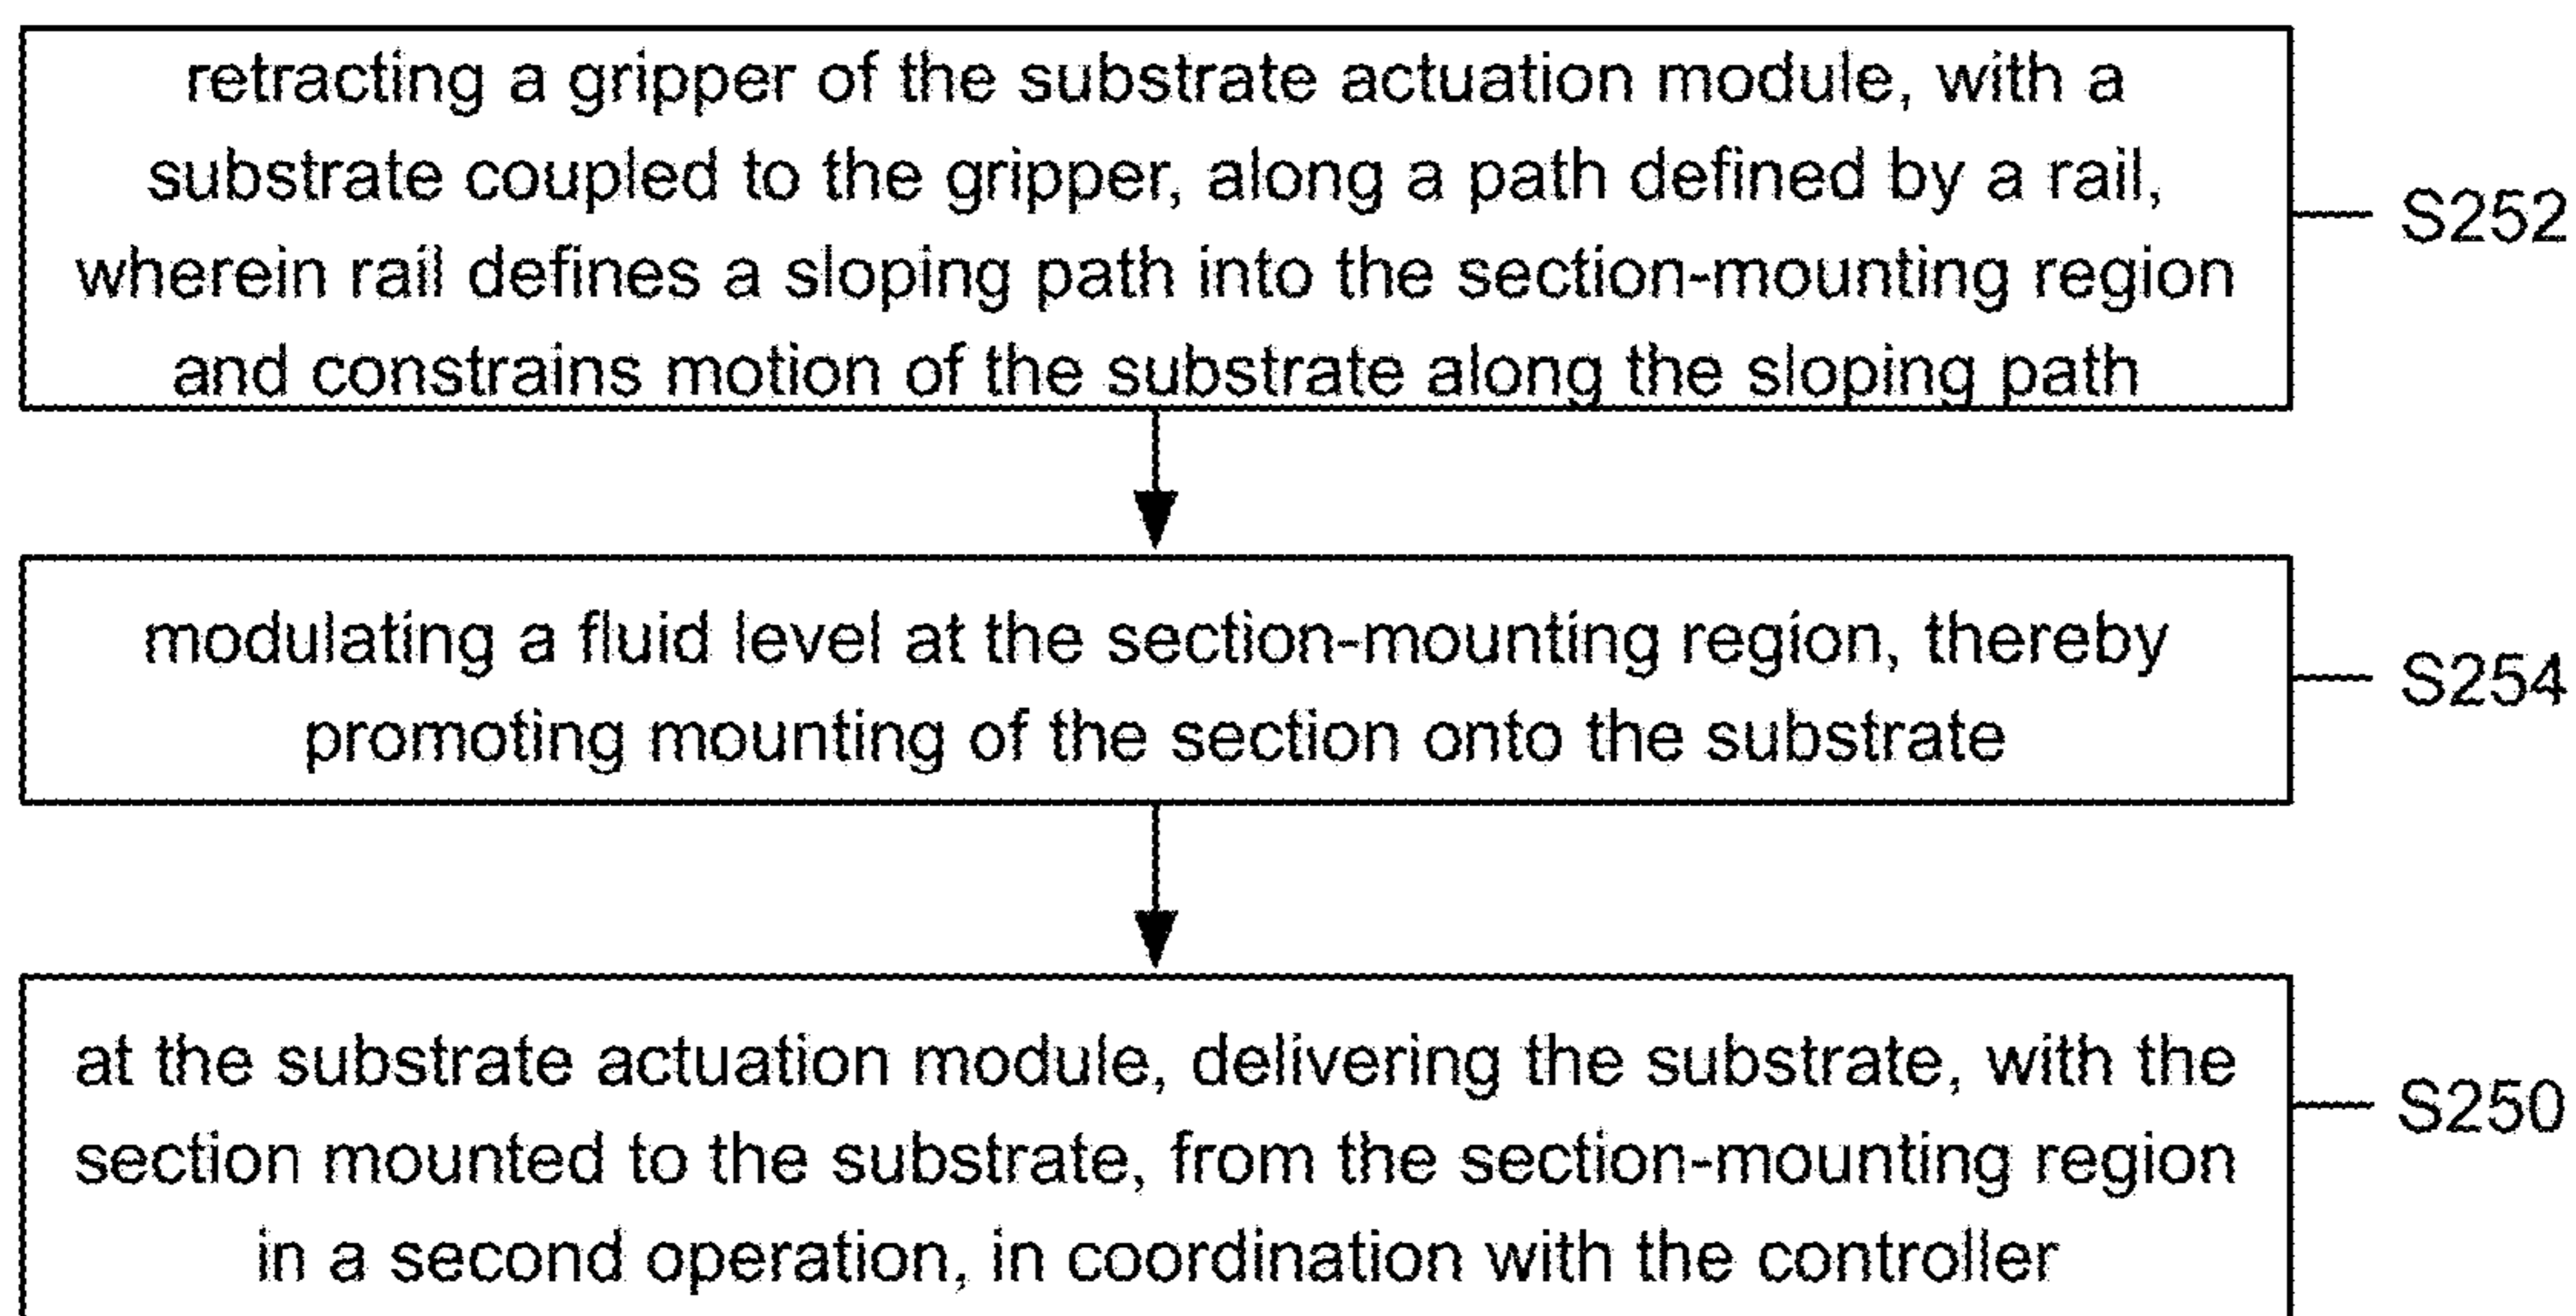 retracting a gripper of the substrate actuation module, with a
substrate coupled to the gripper, along a path defined by a rail,
wherein rail defines a sloping path into the section-mounting region
and constrains motion of the substrate along the sloping path
S252
modulating a fluid level at the section-mounting region, thereby
promoting mounting of the section onto the substrate
S254
at the substrate actuation module, delivering the substrate, with the
section mounted to the substrate, from the section-mounting region
in a second operation, in coordination with the controller
S250